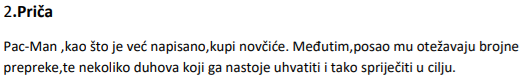 2.Priča
Pac-Man ,kao što je već napisano,kupi novčiće. Međutim,posao mu otežavaju brojne
prepreke,te nekoliko duhova koji ga nastoje uhvatiti i tako spriječiti u cilju.